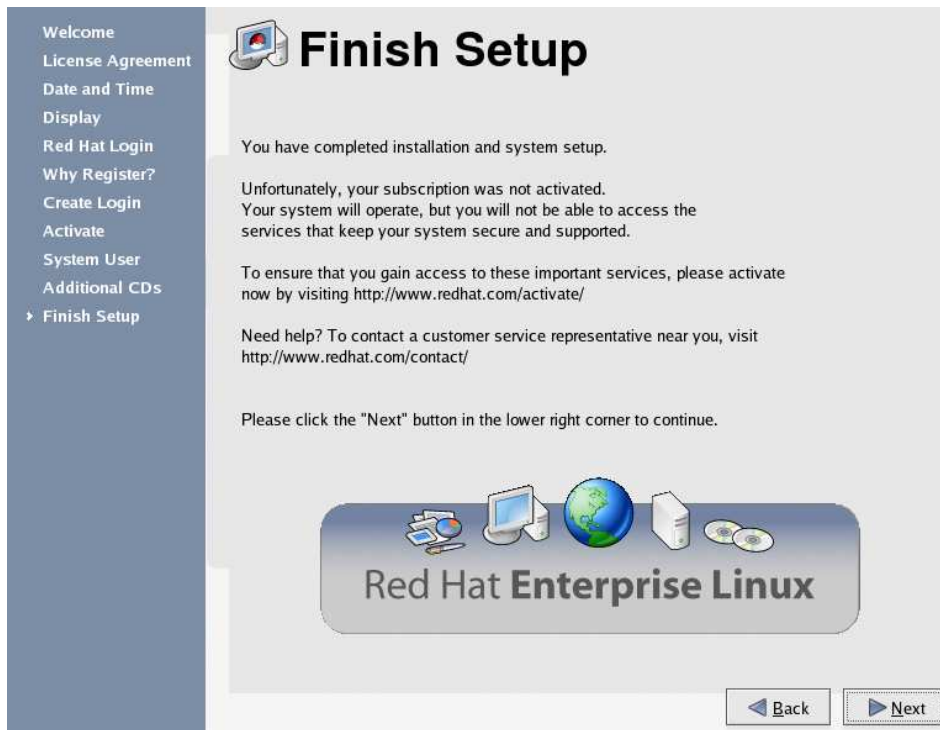 Welcome
License Agreement
Date and Time
Display
Red Hat Login
Why Register?
Create Login
Activate
System User
Additional CDs
Finish Setup
Finish Setup
You have completed installation and system setup.
Unfortunately, your subscription was not activated.
Your system will operate, but you will not be able to access the
services that keep your system secure and supported.
To ensure that you gain access to these important services, please activate
now by visiting http://www.redhat.com/activate/
Need help? To contact a customer service representative near you, visit
http://www.redhat.com/contact/
Please click the "Next" button in the lower right corner to continue.
Red Hat Enterprise Linux
Back
Next